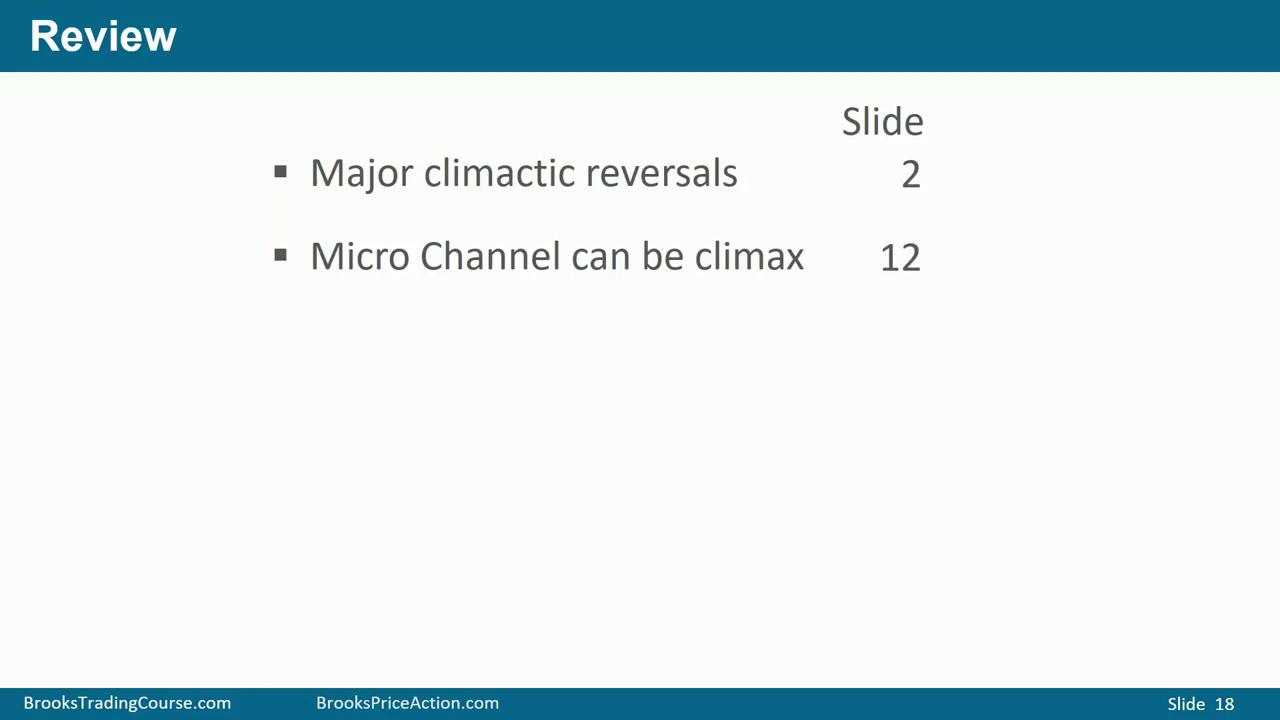 Review
Slide
▪ Major climactic reversals 2
▪ Micro Channel can be climax 12
BrooksTradingCourse.com BrooksPriceAction.com Slide 18